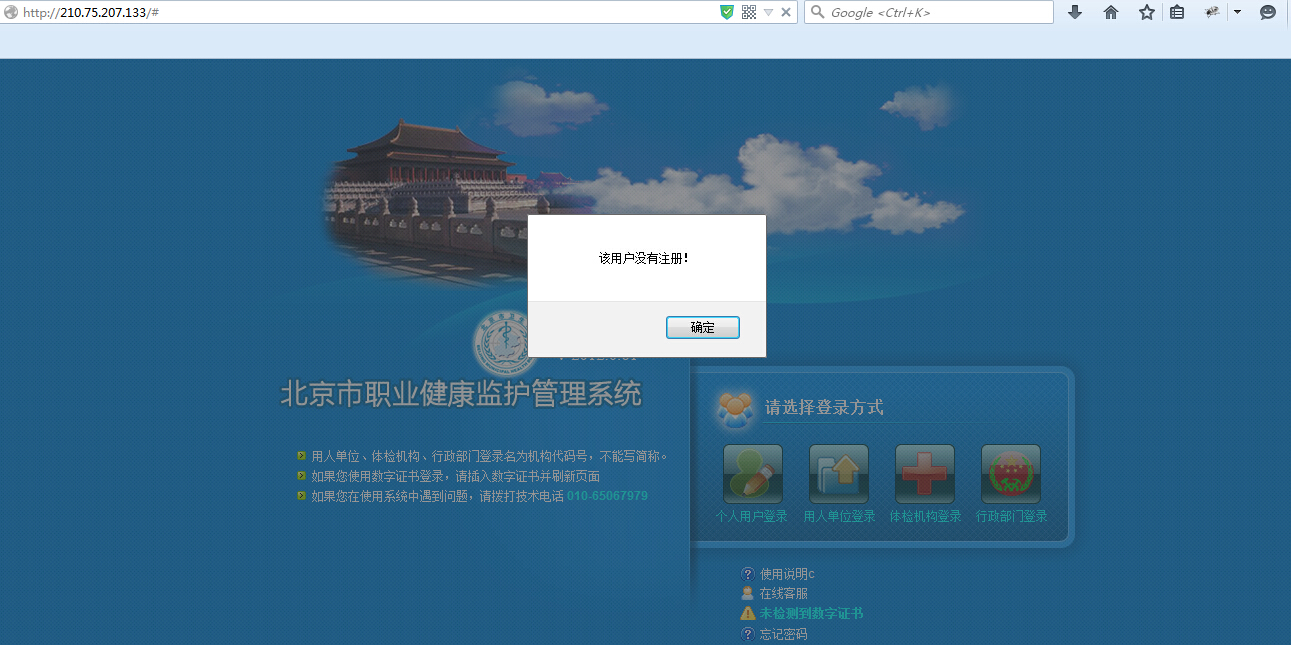 http://210.75.207.133/#
Google <Ctrl+K>
该用户没有注册！
确定
北京市职业健康监护管理系统
用人单位、体检机构、行政部门登录名为机构代码号，不能写简称。
如果您使用数字证书登录，请插入数字证书并刷新页面
如果您在使用系统中遇到问题，请拨打技术电话 010-65067979
请选择登录方式
个人用户登录 用人单位登录 体检机构登录 行政部门登录
使用说明c
在线客服
未检测到数字证书
忘记密码